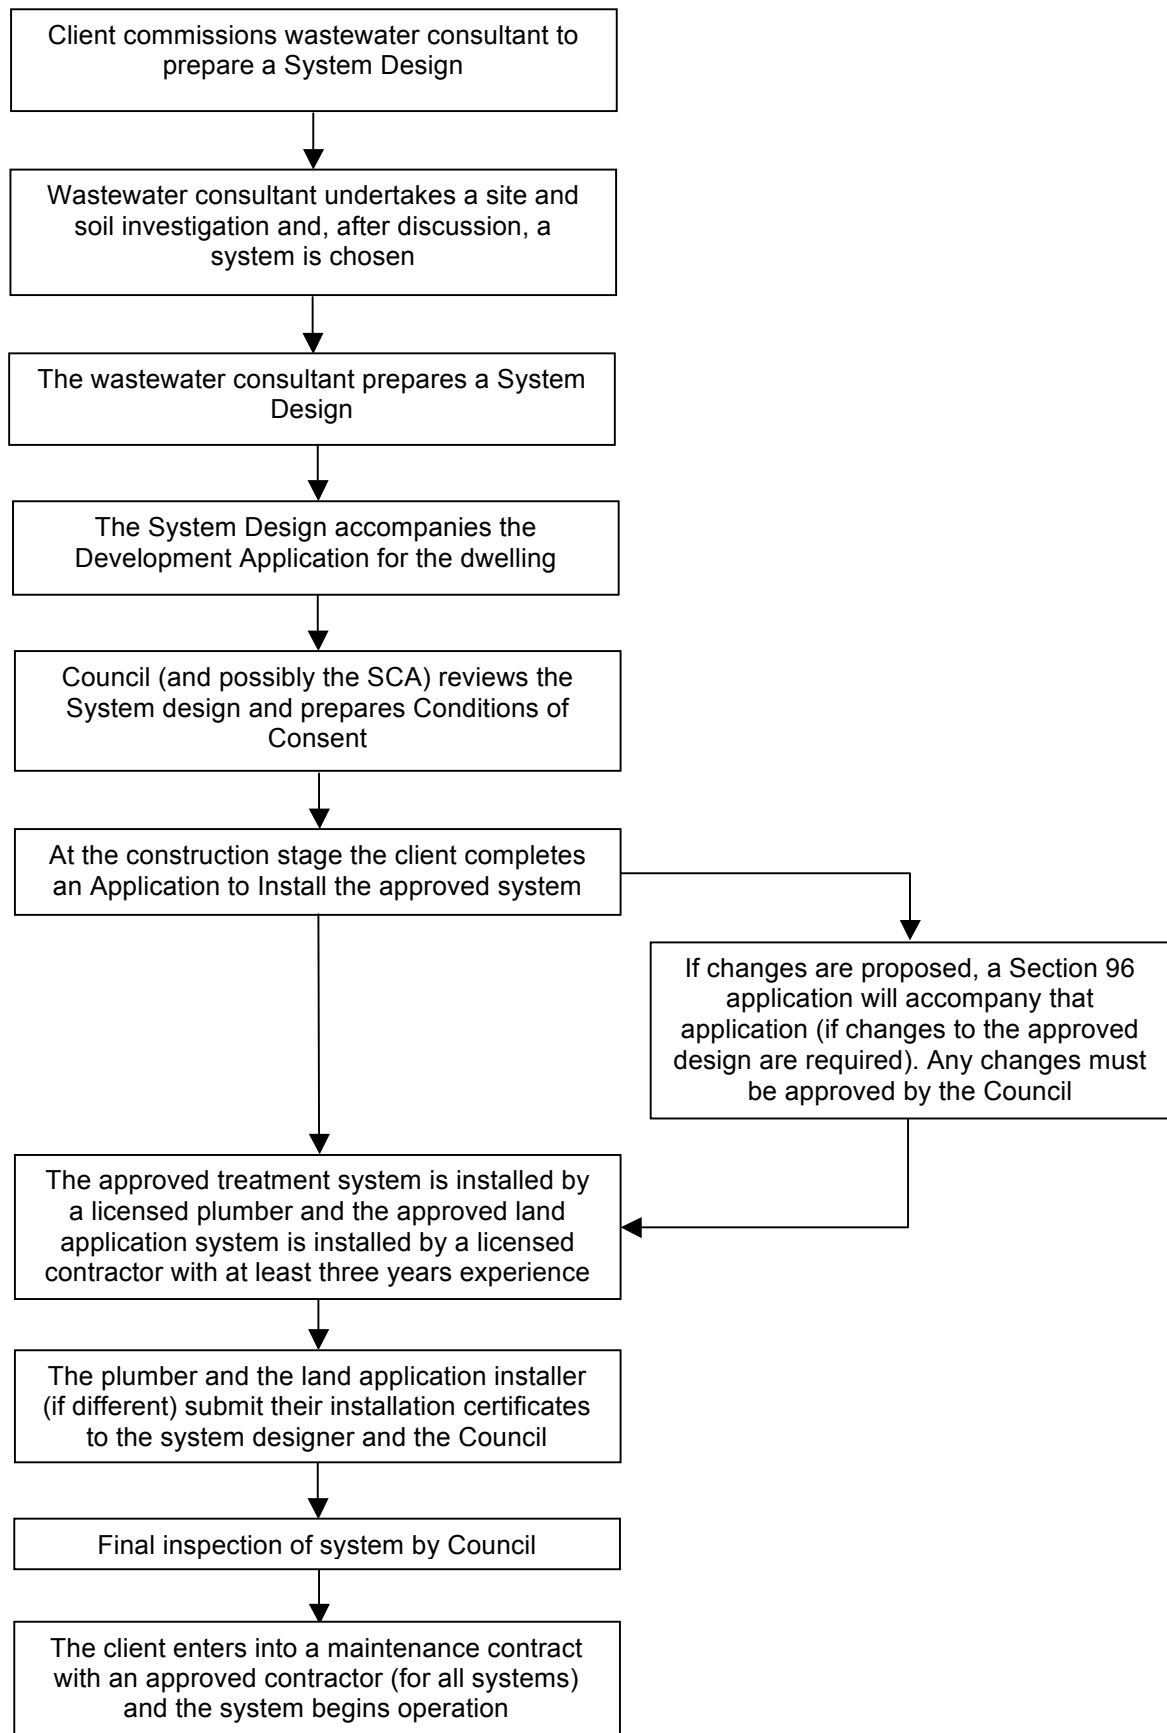 Client commissions wastewater consultant to
prepare a System Design
Wastewater consultant undertakes a site and
soil investigation and, after discussion, a
system is chosen
The wastewater consultant prepares a System
Design
The System Design accompanies the
Development Application for the dwelling
Council (and possibly the SCA) reviews the
System design and prepares Conditions of
Consent
At the construction stage the client completes
an Application to Install the approved system
If changes are proposed, a Section 96
application will accompany that
application (if changes to the approved
design are required). Any changes must
be approved by the Council
The approved treatment system is installed by
a licensed plumber and the approved land
application system is installed by a licensed
contractor with at least three years experience
The plumber and the land application installer
(if different) submit their installation certificates
to the system designer and the Council
Final inspection of system by Council
The client enters into a maintenance contract
with an approved contractor (for all systems)
and the system begins operation